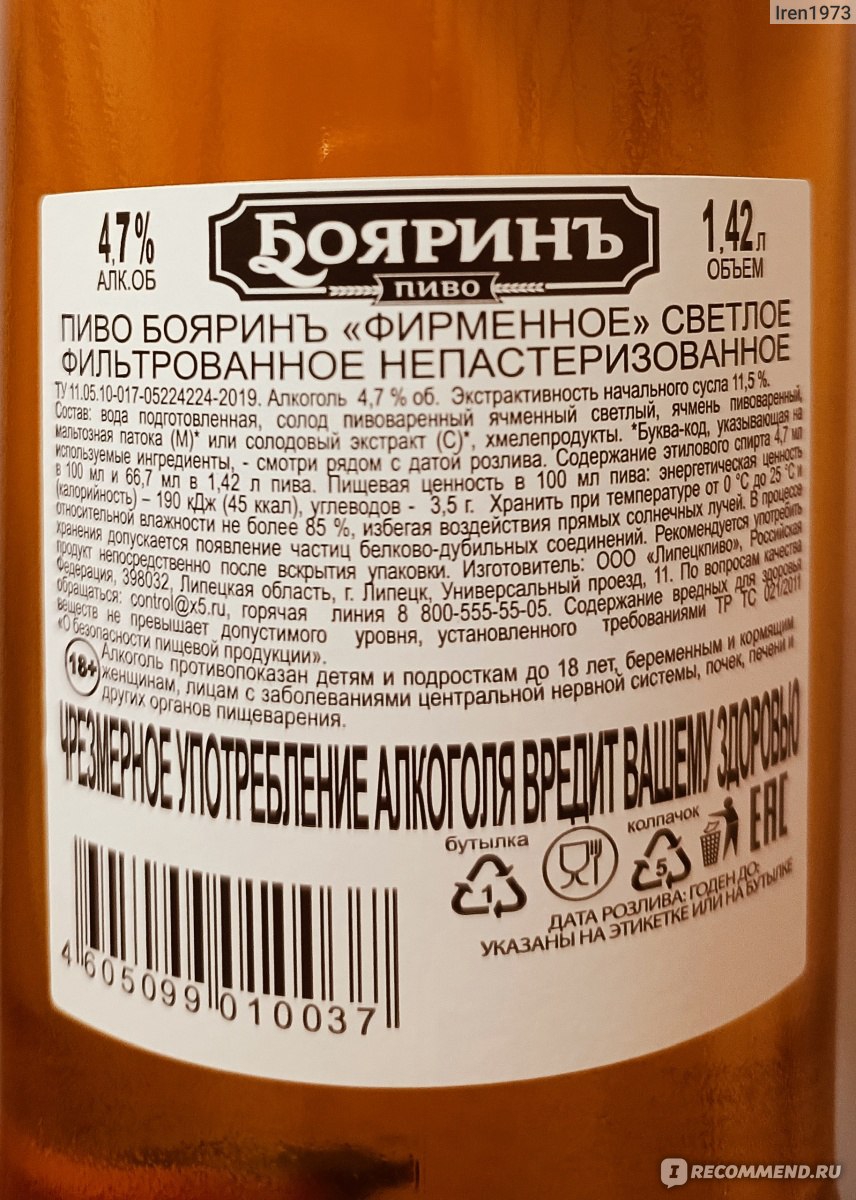 Iren1973
4,7%
АЛК.ОБ
БОЯРИНЪ
ПИВО
1,42л
ОБЪЕМ
ПИВО БОЯРИНЪ «ФИРМЕННОЕ» СВЕТЛОЕ
ФИЛЬТРОВАННОЕ НЕПАСТЕРИЗОВАННОЕ
ТУ 11.05.10-017-05224224-2019. Алкоголь 4,7 % об. Экстрактивность начального сусла 11,5 %.
Состав: вода подготовленная, солод пивоваренный ячменный светлый, ячмень пивоваренный,
мальтозная патока (М)* или солодовый экстракт (С)*, хмелепродукты. *Буква-код, указывающая на
используемые ингредиенты, - смотри рядом с датой розлива. Содержание этилового спирта 4,7 мл
в 100 мл и 66,7 мл в 1,42 л пива. Пищевая ценность в 100 мл пива: энергетическая ценность
(калорийность) – 190 кДж (45 ккал), углеводов - 3,5 г. Хранить при температуре от 0 °С до 25 °С и
относительной влажности не более 85 %, избегая воздействия прямых солнечных лучей. В процессе
хранения допускается появление частиц белково-дубильных соединений. Рекомендуется употребить
продукт непосредственно после вскрытия упаковки. Изготовитель: ООО «Липецкпиво», Российская
Федерация, 398032, Липецкая область, г. Липецк, Универсальный проезд, 11. По вопросам качества
обращаться: control@x5.ru, горячая линия 8 800-555-55-05. Содержание вредных для здоровья
веществ не превышает допустимого уровня, установленного требованиями ТР ТС 021/2011
«О безопасности пищевой продукции».
18+
Алкоголь противопоказан детям и подросткам до 18 лет, беременным и кормящим
женщинам, лицам с заболеваниями центральной нервной системы, почек, печени и
других органов пищеварения.
ЧРЕЗМЕРНОЕ УПОТРЕБЛЕНИЕ АЛКОГОЛЯ ВРЕДИТ ВАШЕМУ ЗДОРОВЬЮ
бутылка
1
колпачок
5
EAC
ДАТА РОЗЛИВА: ГОДЕН ДО:
УКАЗАНЫ НА ЭТИКЕТКЕ ИЛИ НА БУТЫЛКЕ
4 605099 010037
IRECOMMEND.RU